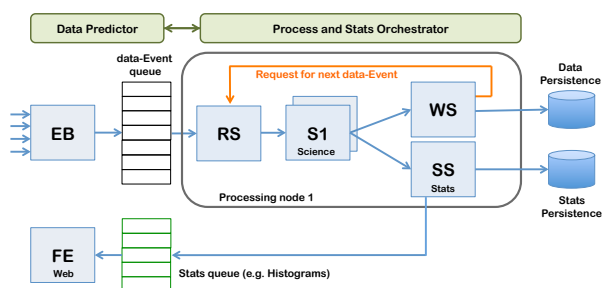 Data Predictor
Process and Stats Orchestrator
data-Event
queue
Request for next data-Event
Data
Persistence
EB
RS
S1
Science
WS
SS
Stats
Processing node 1
Stats
Persistence
FE
Web
Stats queue (e.g. Histograms)